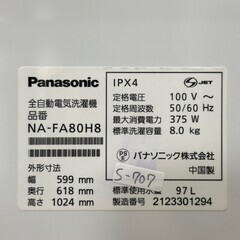 Panasonic
全自動電気洗濯機
品番
NA-FA80H8
外形寸法
幅 599 mm
奥行 618 mm
高さ 1024 mm
IPX4
JET
定格電圧 100 V～
定格周波数 50/60 Hz
最大消費電力 375 W
標準洗濯容量 8.0 kg
パナソニック株式会社
中国製
標準使用水量 97 L
製造番号 2123301294
S-707